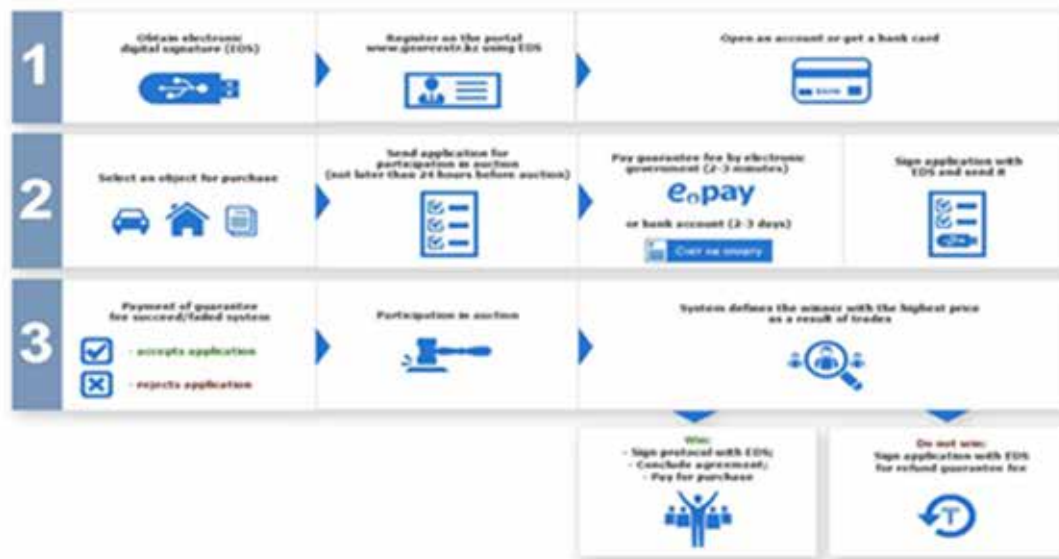 1
Obtain electronic
digital signature (EDS)
Register on the portal
www.gosreestr.kz using EDS
Open an account or get a bank card
2
Select an object for purchase
Send application for
participation in auction
(not later than 24 hours before auction)
Pay guarantee fee by electronic
government (2-3 minutes)
epay
or bank account (2-3 days)
Счет на оплату
Sign application with
EDS and send it
3
Payment of guarantee
fee succeed/failed system
- accepts application
- rejects application
Participation in auction
System defines the winner with the highest price
as a result of trades
Win:
- Sign protocol with EDS;
- Conclude agreement;
- Pay for purchase
Do not win:
Sign application with EDS
for refund guarantee fee
T